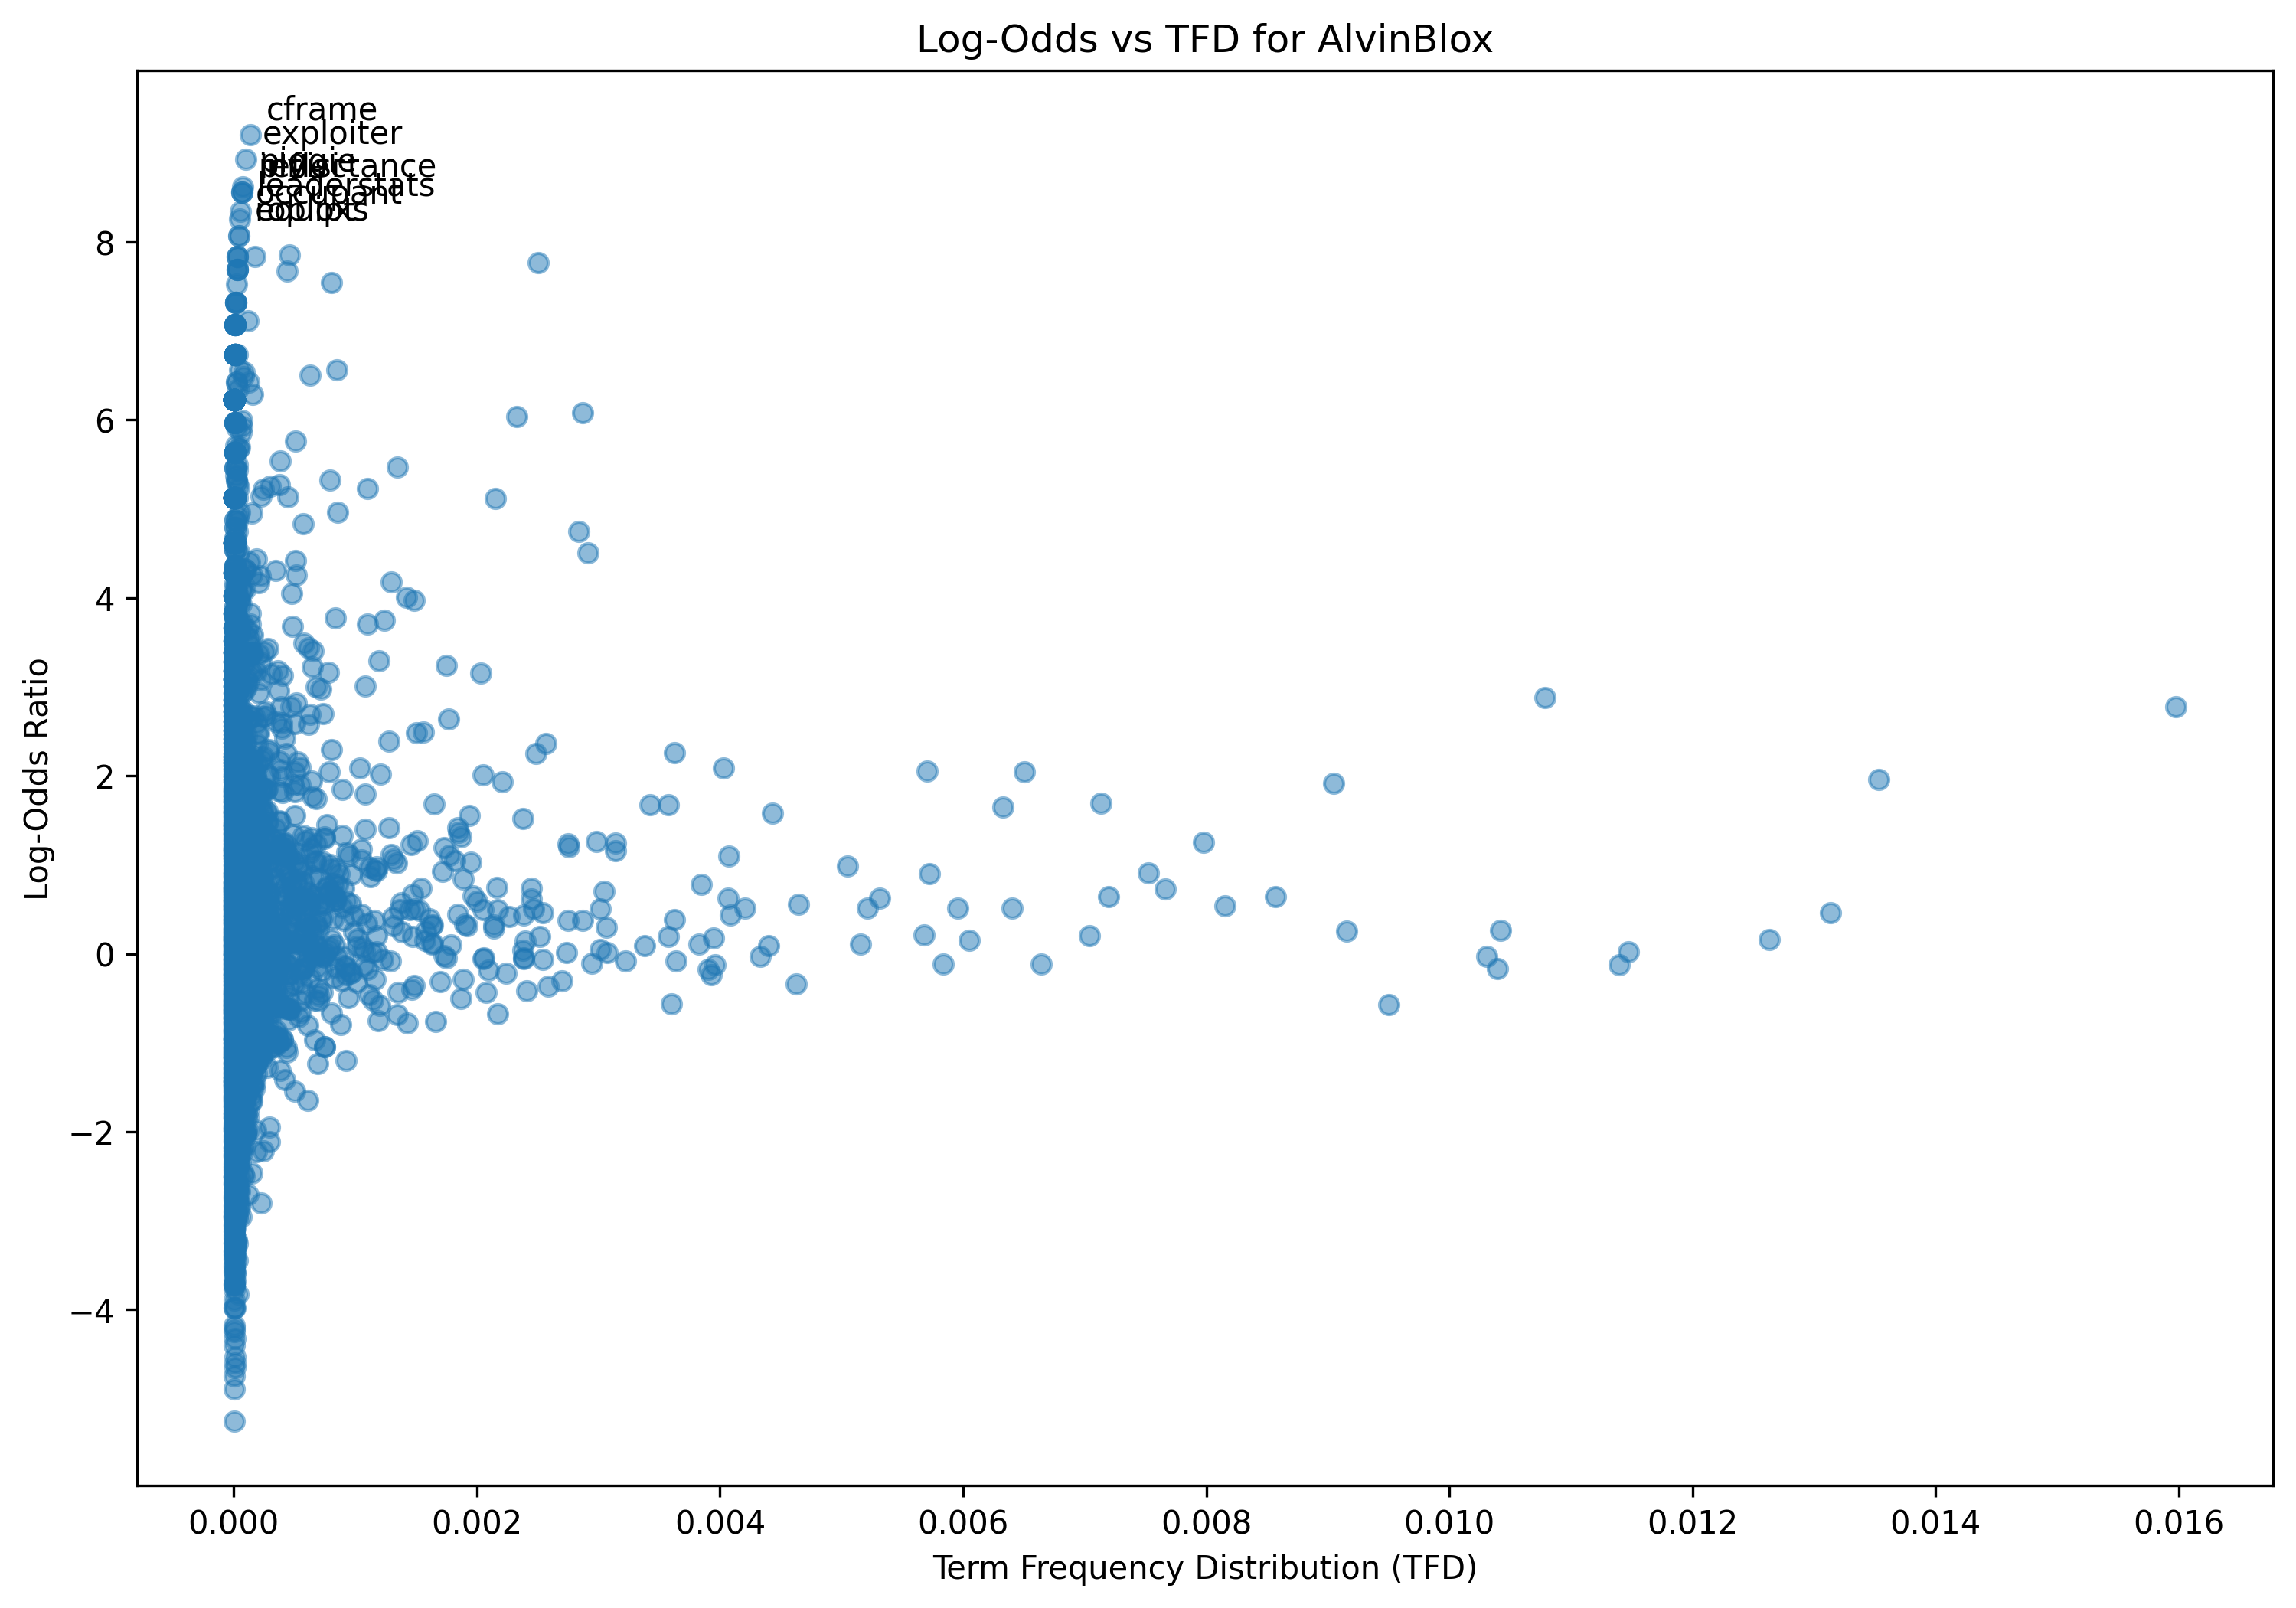 Log-Odds vs TFD for AlvinBlox
cframe
exploiter
piggie
leaderstats
occupant
8
6
4
2
0
−2
−4
Log-Odds Ratio
0.000
0.002
0.004
0.006
0.008
0.010
0.012
0.014
0.016
Term Frequency Distribution (TFD)